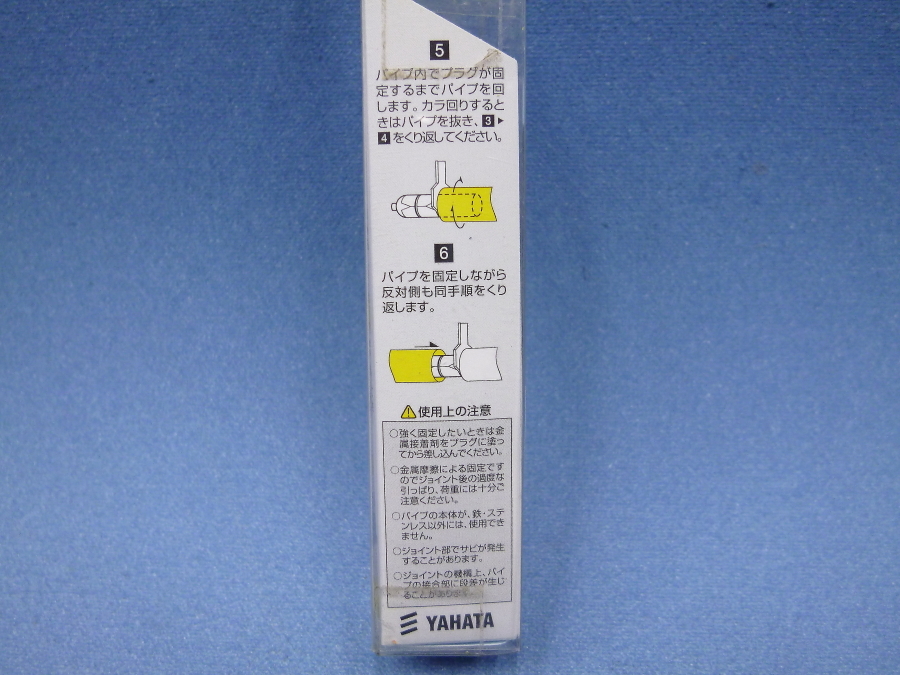 5
パイプ内でプラグが固
定するまでパイプを回
します。カラ回りすると
きはパイプを抜き、3▶
4をくり返してください。
6
パイプを固定しながら
反対側も同手順をくり
返します。
使用上の注意
○強く固定したいときは金
属接着剤をプラグに塗っ
てから差し込んでください。
○金属摩擦による固定です
のでジョイント後の過度な
引っぱり、荷重には十分ご
注意ください。
○パイプの本体が、鉄・ステ
ンレス以外には、使用でき
ません。
○ジョイント部でサビが発生
することがあります。
○ジョイントの機構上、パイ
プの接合部に段差が生じ
ることがあります。
YAHATA